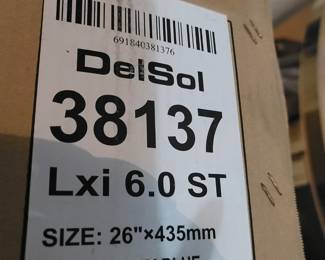 691840381376
DelSol
38137
Lxi 6.0 ST
SIZE: 26"×435mm